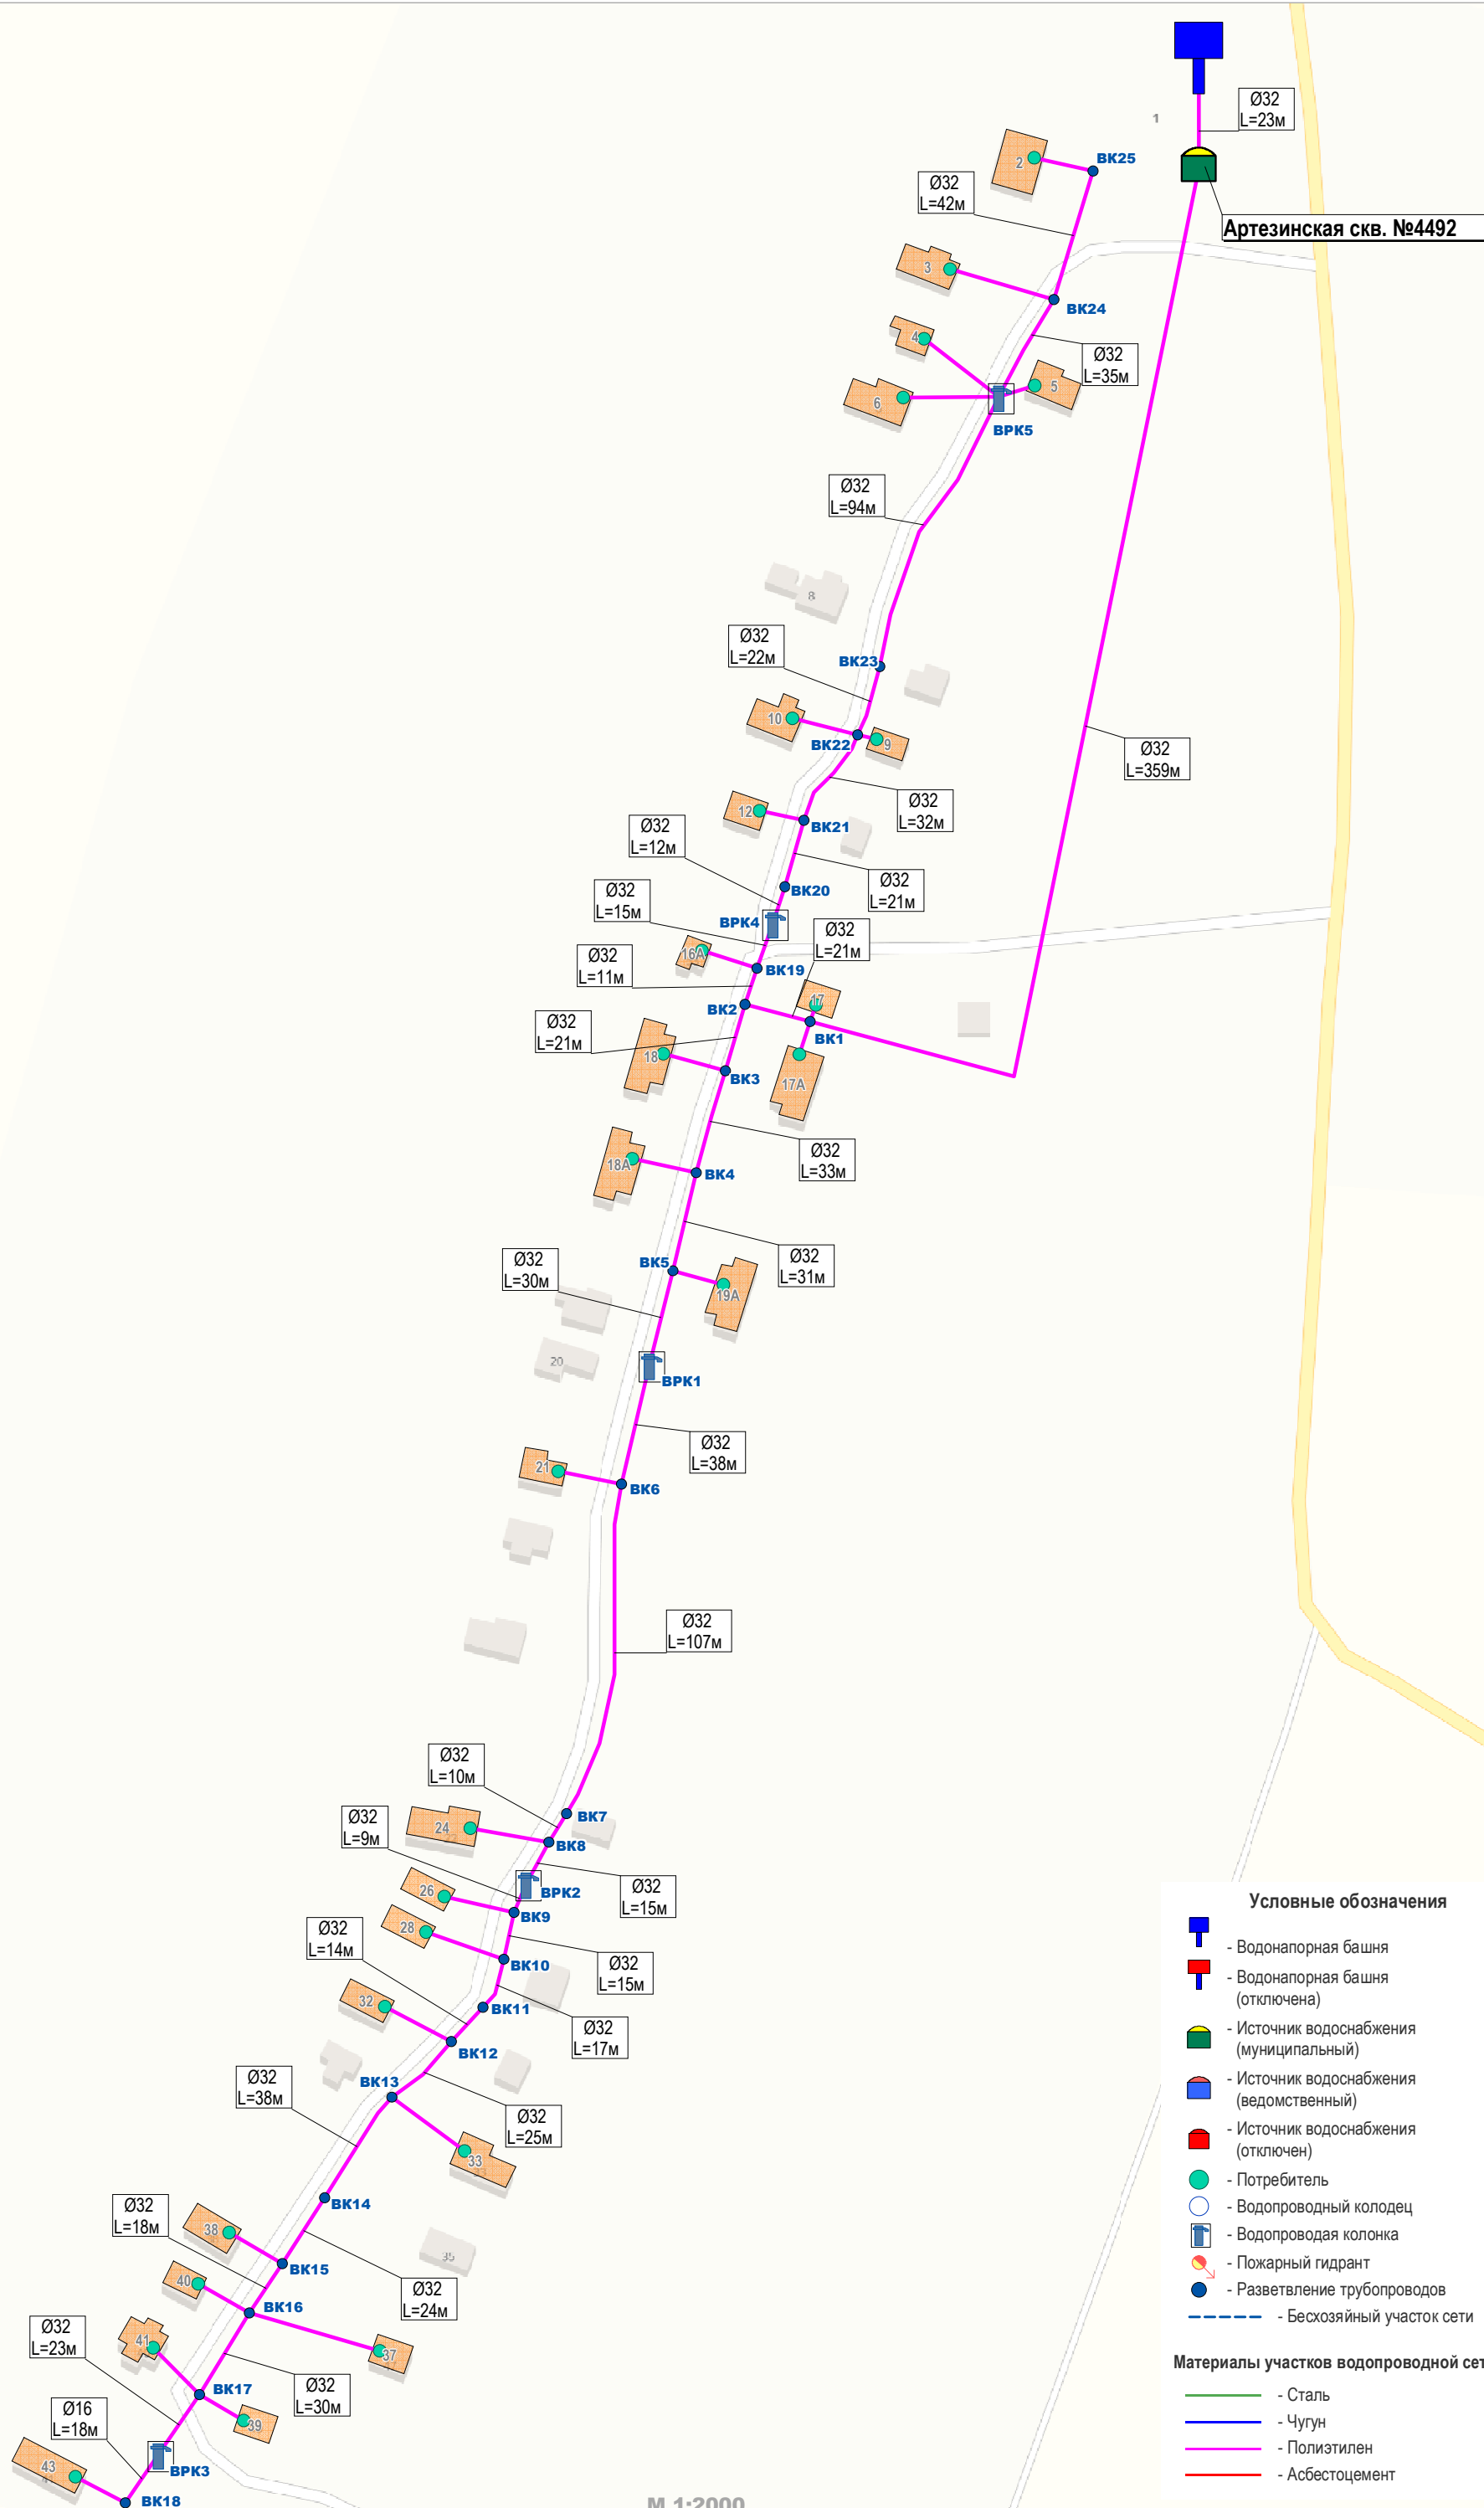 Ø32
L=23м
1
Артезинская скв. №4492
2
ВК25
Ø32
L=42м
3
ВК24
4
Ø32
L=35м
5
6
ВРК5
Ø32
L=94м
8
Ø32
L=22м
ВК23
10
ВК22
9
Ø32
L=359м
Ø32
L=32м
12
ВК21
Ø32
L=12м
ВК20
Ø32
L=21м
Ø32
L=15м
ВРК4
Ø32
L=21м
16А
ВК19
Ø32
L=11м
ВК2
17
ВК1
Ø32
L=21м
18
ВК3
17А
Ø32
L=33м
18А
ВК4
Ø32
L=31м
ВК5
Ø32
L=30м
19А
20
ВРК1
Ø32
L=38м
21
ВК6
Ø32
L=107м
Ø32
L=10м
ВК7
24
ВК8
Ø32
L=9м
ВРК2
Ø32
L=15м
26
ВК9
28
Ø32
L=14м
ВК10
Ø32
L=15м
32
ВК11
Ø32
L=17м
ВК12
Ø32
L=38м
ВК13
Ø32
L=25м
33
ВК14
Ø32
L=18м
38
35
ВК15
40
Ø32
L=24м
ВК16
Ø32
L=23м
41
37
ВК17
Ø32
L=30м
Ø16
L=18м
39
43
ВРК3
ВК18
М 1:2000
Условные обозначения
- Водонапорная башня
- Водонапорная башня
(отключена)
- Источник водоснабжения
(муниципальный)
- Источник водоснабжения
(ведомственный)
- Источник водоснабжения
(отключен)
- Потребитель
- Водопроводный колодец
- Водопроводая колонка
- Пожарный гидрант
- Разветвление трубопроводов
- Бесхозяйный участок сети
Материалы участков водопроводной сет
- Сталь
- Чугун
- Полиэтилен
- Асбестоцемент